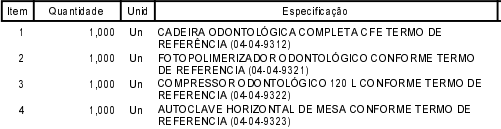 Item Quantidade Unid Especificação
1 1,000 Un CADEIRA ODONTOLÓGICA COMPLETA CFE TERMO DE
REFERÊNCIA (04-04-9312)
2 1,000 Un FOTOPOLIMERIZADOR ODONTOLÓGICO CONFORME TERMO
DE REFERENCIA (04-04-9321)
3 1,000 Un COMPRESSOR ODONTOLÓGICO 120 L CONFORME TERMO DE
REFERENCIA (04-04-9322)
4 1,000 Un AUTOCLAVE HORIZONTAL DE MESA CONFORME TERMO DE
REFERENCIA (04-04-9323)